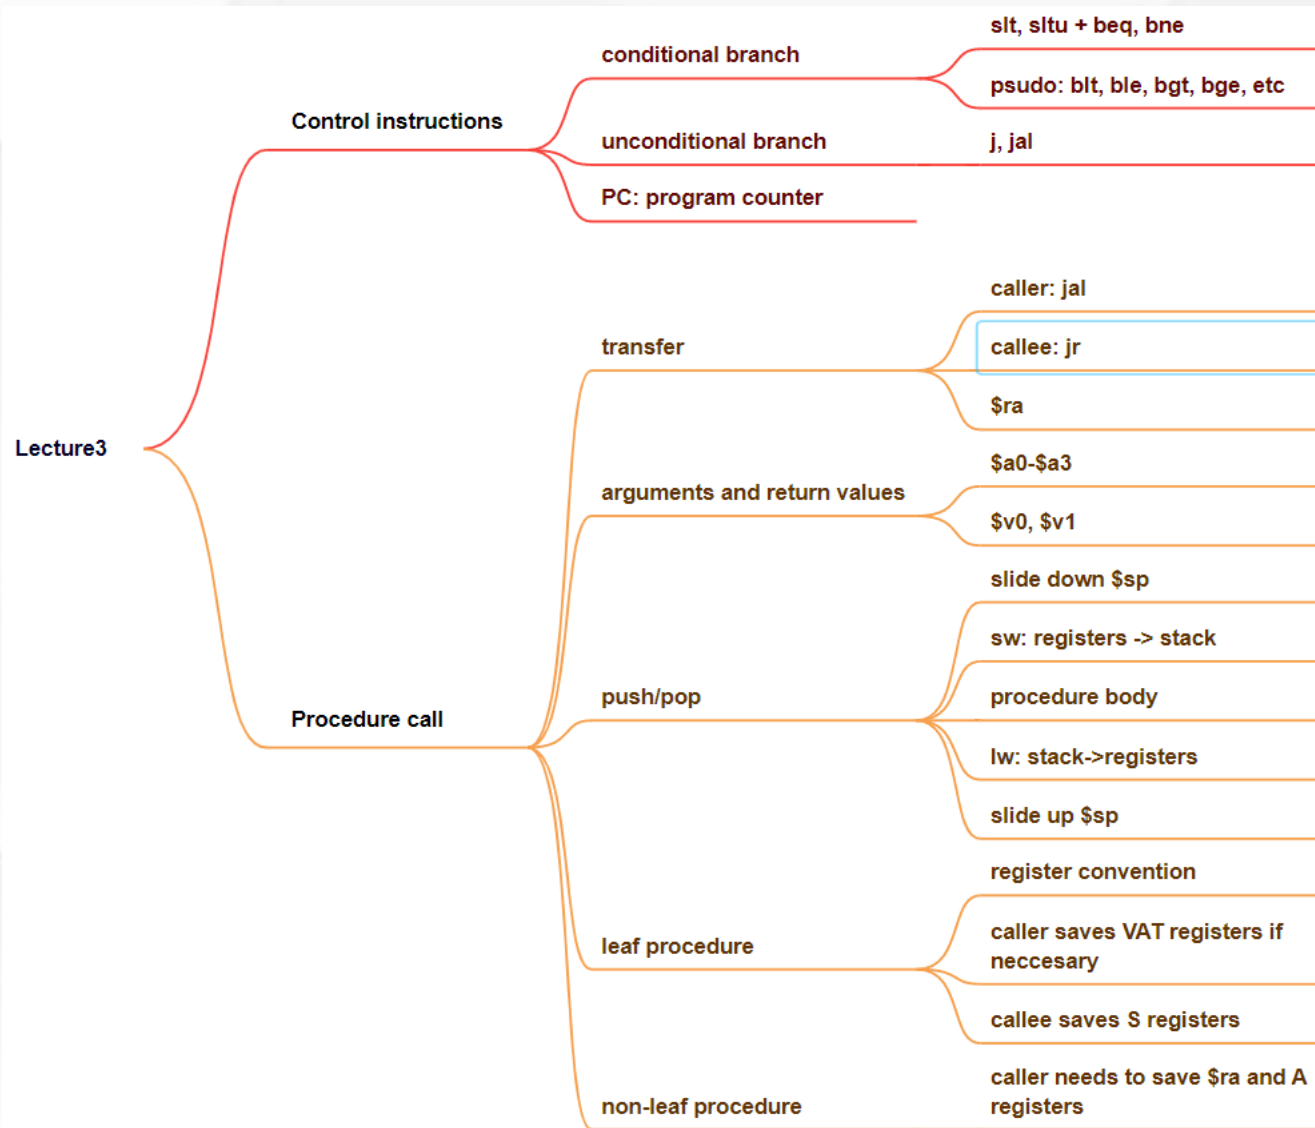 slt, sltu + beq, bne
conditional branch
psudo: blt, ble, bgt, bge, etc
Control instructions
unconditional branch
j, jal
PC: program counter
caller: jal
transfer
callee: jr
$ra
Lecture3
$a0-$a3
arguments and return values
$v0, $v1
slide down $sp
sw: registers -> stack
push/pop
procedure body
Procedure call
lw: stack->registers
slide up $sp
register convention
leaf procedure
caller saves VAT registers if
neccesary
callee saves S registers
non-leaf procedure
caller needs to save $ra and A
registers